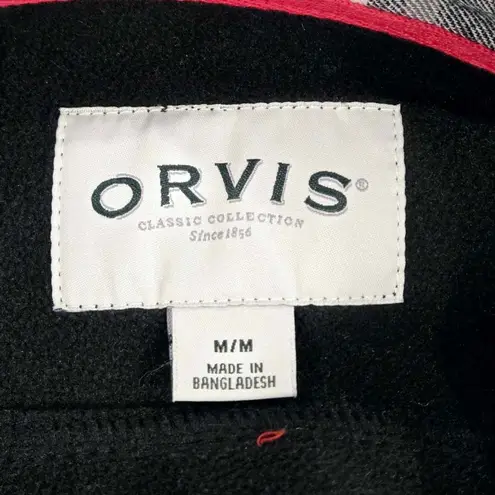 ORVIS®
CLASSIC COLLECTION
Since 1856
M/M
MADE IN
BANGLADESH